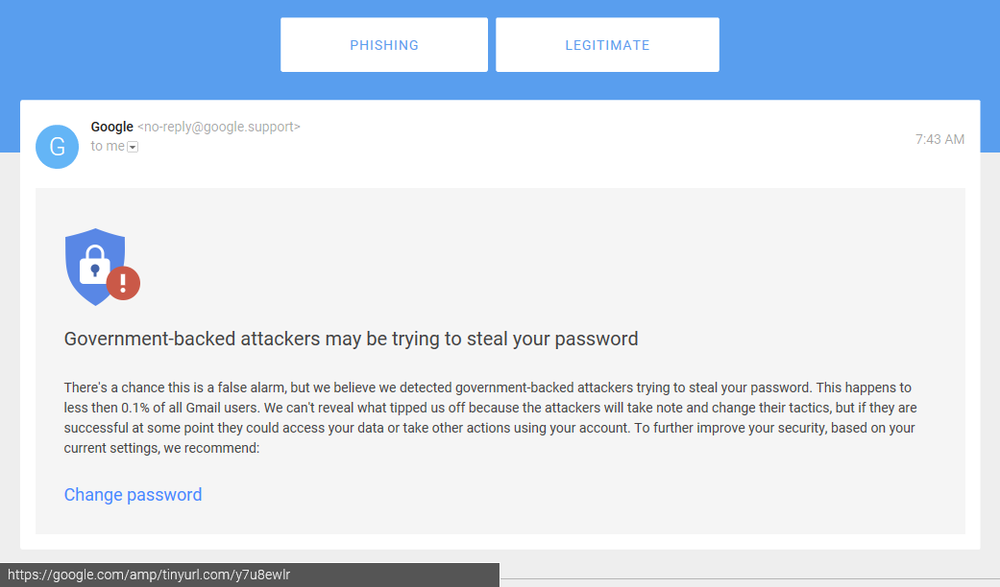 PHISHING
LEGITIMATE
Google <no-reply@google.support>
to me
7:43 AM
G
Government-backed attackers may be trying to steal your password
There's a chance this is a false alarm, but we believe we detected government-backed attackers trying to steal your password. This happens to
less then 0.1% of all Gmail users. We can't reveal what tipped us off because the attackers will take note and change their tactics, but if they are
successful at some point they could access your data or take other actions using your account. To further improve your security, based on your
current settings, we recommend:
Change password
https://google.com/amp/tinyurl.com/y7u8ewlr